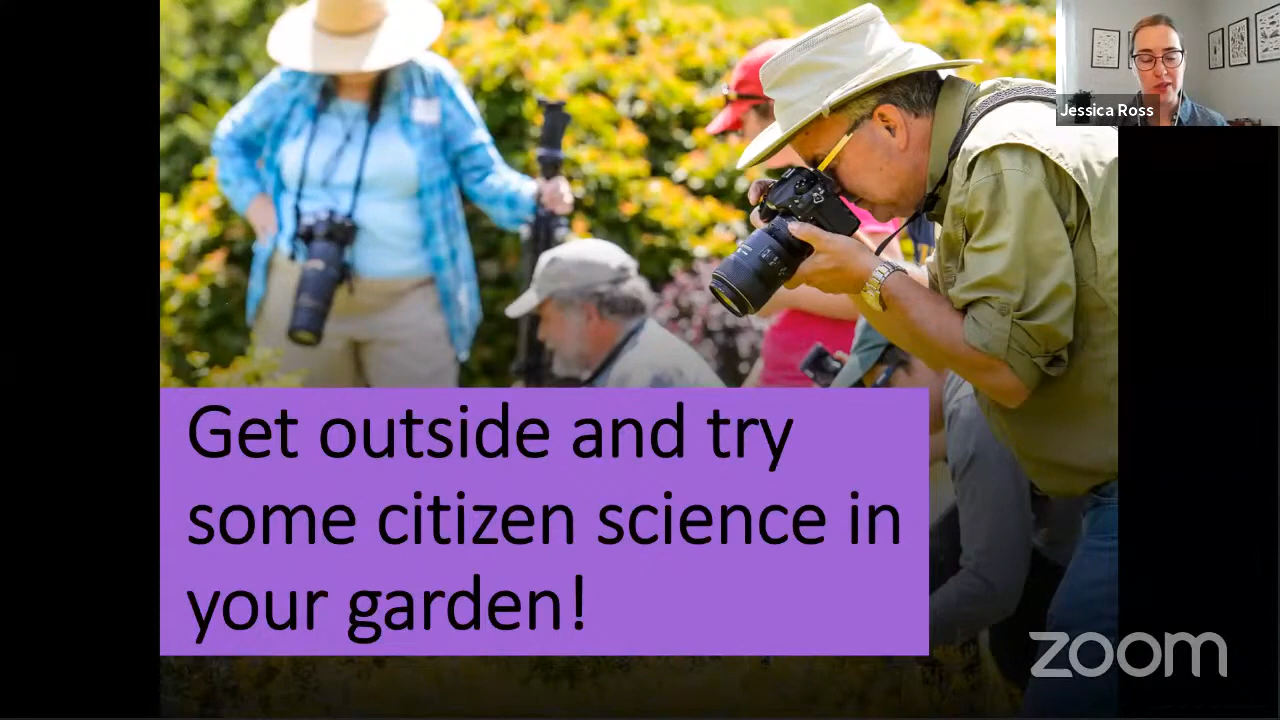 Jessica Ross
Get outside and try
some citizen science in
your garden!
zoom